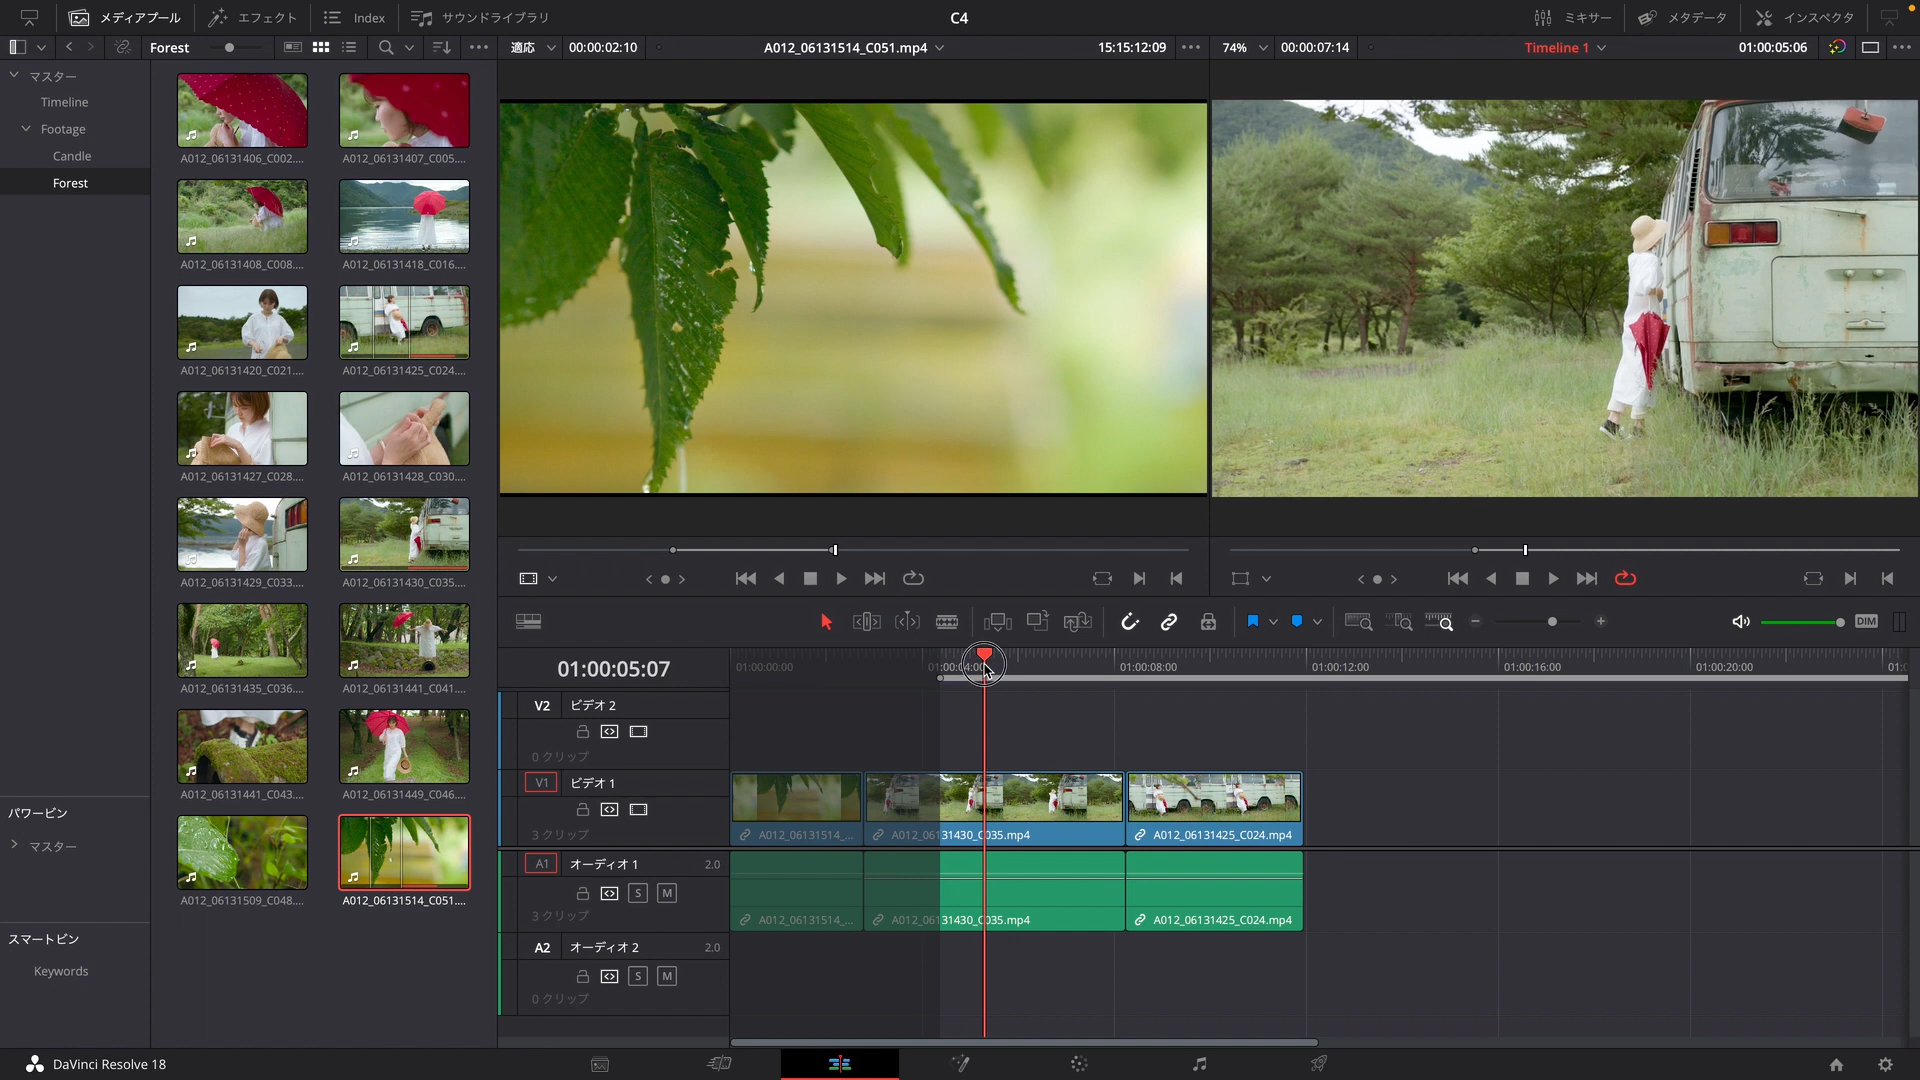 メディアプール
エフェクト
Index
サウンドライブラリ
C4
ミキサー
メタデータ
インスペクタ
Forest
適応
00:00:02:10
A012_06131514_C051.mp4
15:15:12:09
74%
00:00:07:14
Timeline 1
01:00:05:06
マスター
Timeline
Footage
Candle
Forest
パワービン
マスター
スマートビン
Keywords
A012_06131406_C002....
A012_06131407_C005....
A012_06131408_C008....
A012_06131418_C016....
A012_06131420_C021....
A012_06131425_C024....
A012_06131427_C028....
A012_06131428_C030....
A012_06131429_C033....
A012_06131430_C035....
A012_06131435_C036....
A012_06131441_C041....
A012_06131441_C043....
A012_06131449_C046....
A012_06131509_C048....
A012_06131514_C051....
DIM
01:00:05:07
01:00:00:00
01:00:04:00
01:00:08:00
01:00:12:00
01:00:16:00
01:00:20:00
V2
ビデオ 2
0 クリップ
V1
ビデオ 1
3 クリップ
A012_06131514_...
A012_06131430_C035.mp4
A012_06131425_C024.mp4
A1
オーディオ 1
2.0
S
M
3 クリップ
A012_06131514_...
A012_06131430_C035.mp4
A012_06131425_C024.mp4
A2
オーディオ 2
2.0
S
M
0 クリップ
DaVinci Resolve 18